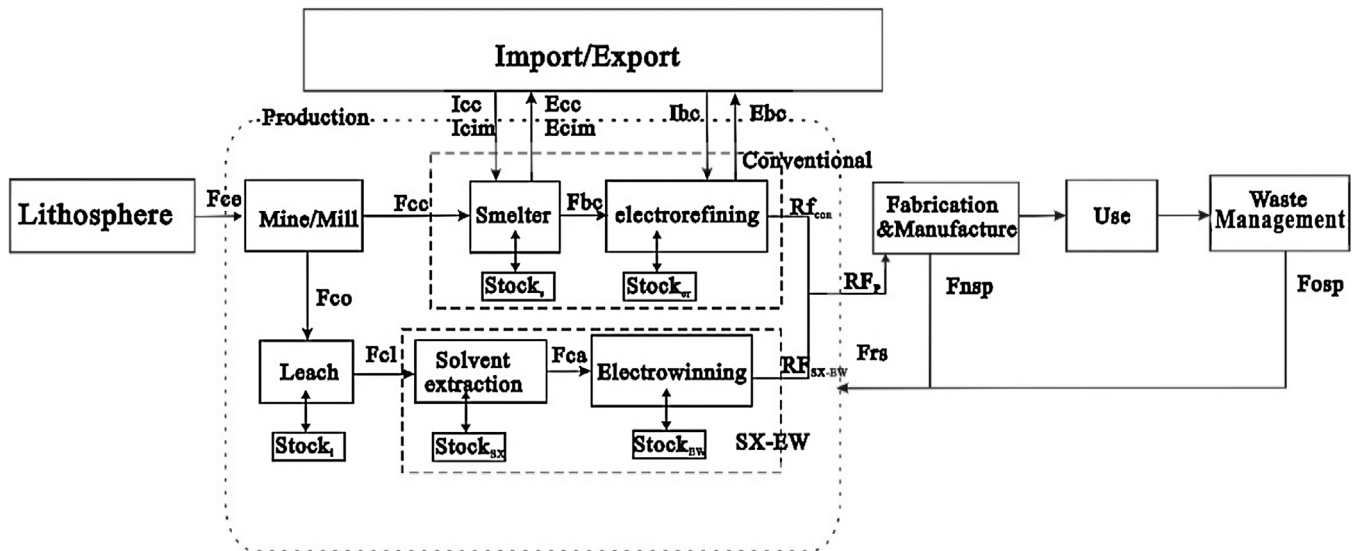 Import/Export
Production
Icc
Icim
Ecc
Ecim
Ibc
Ebc
Conventional
Lithosphere
Fce
Mine/Mill
Fcc
Smelter
Fbc
electrorefining
Rfcon
Fabrication
&Manufacture
Use
Waste
Management
Stocks
Stocker
Fco
RFP
Fnsp
Fosp
Leach
Fcl
Solvent
extraction
Fca
Electrowinning
RFSX-EW
Frs
Stockl
StockSX
StockEW
SX-EW